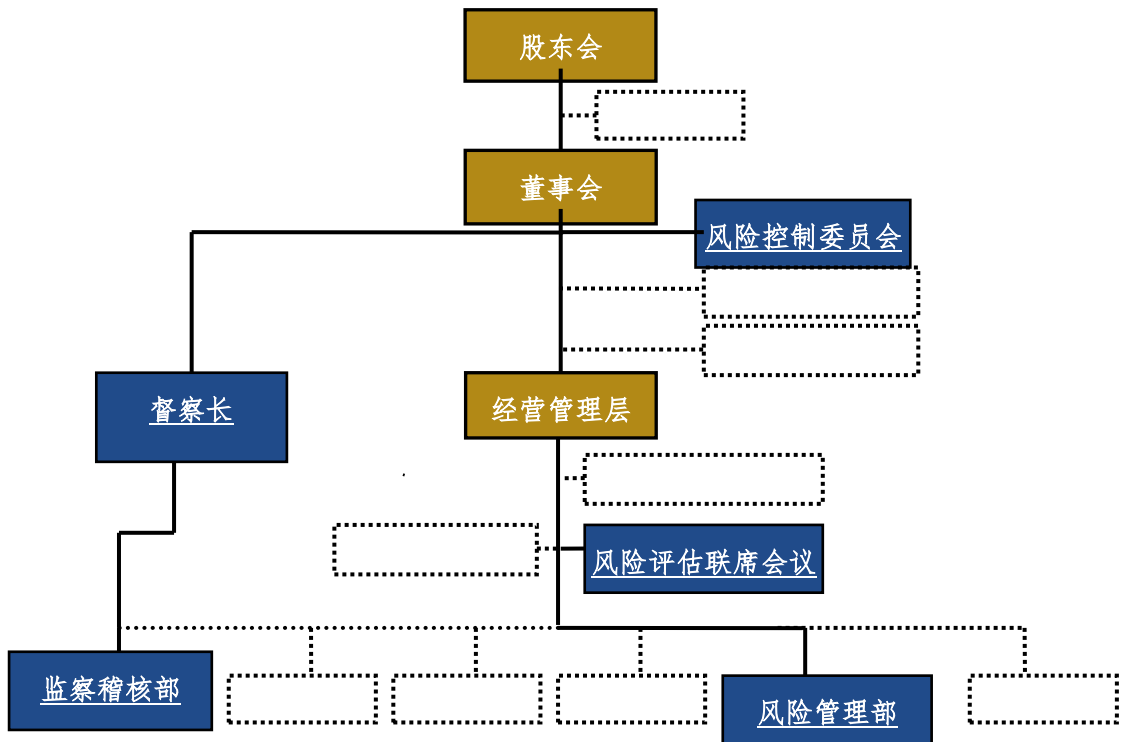 股东会
董事会
风险控制委员会
督察长
经营管理层
风险评估联席会议
监察稽核部
风险管理部